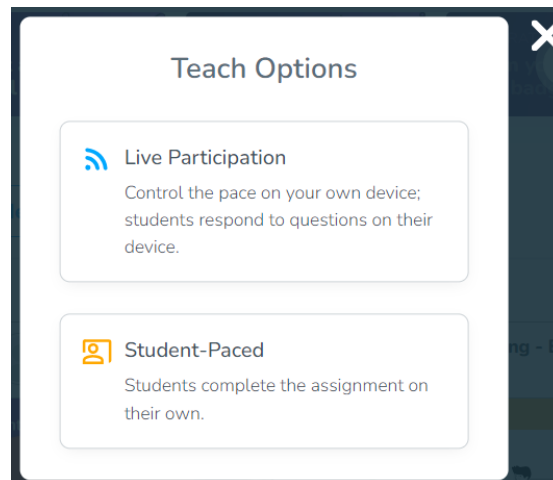 Teach Options
Live Participation
Control the pace on your own device;
students respond to questions on their
device.
Student-Paced
Students complete the assignment on
their own.
ng -